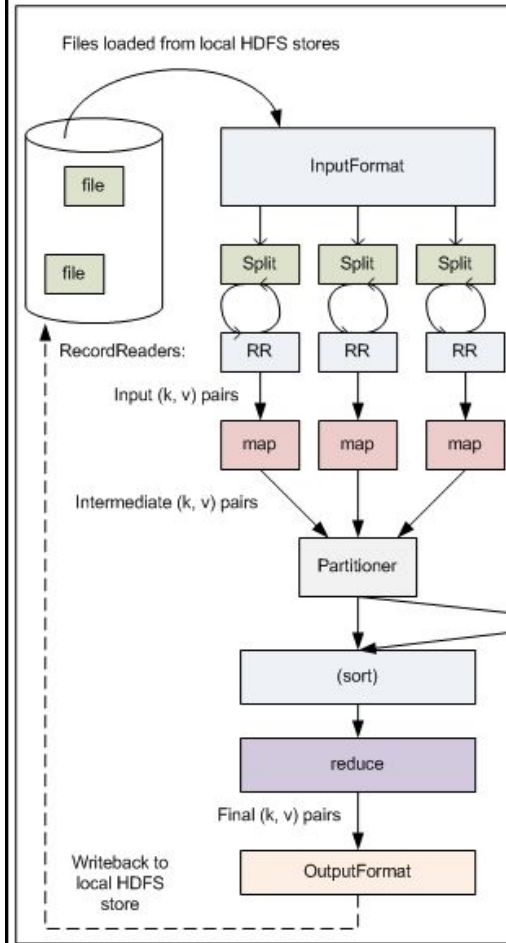 Files loaded from local HDFS stores
InputFormat
file
file
Split
Split
Split
RecordReaders:
RR
RR
RR
Input (k, v) pairs
map
map
map
Intermediate (k, v) pairs
Partitioner
(sort)
reduce
Final (k, v) pairs
Writeback to
local HDFS
store
OutputFormat